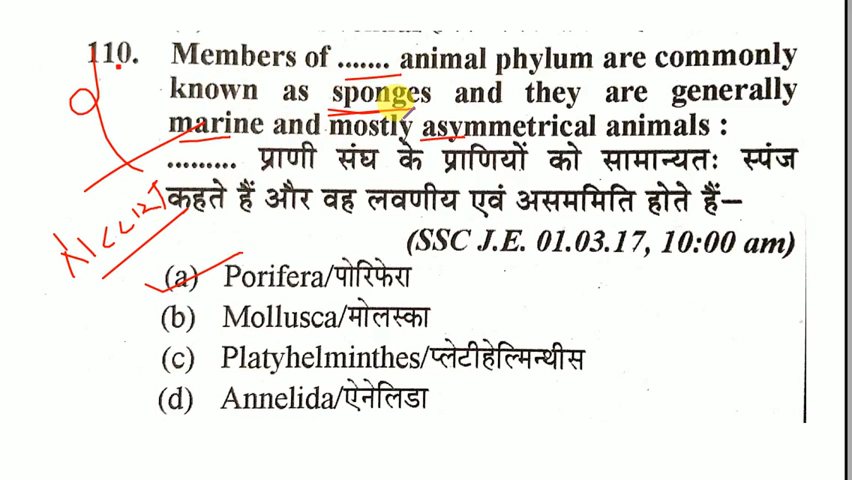 110. Members of ....... animal phylum are commonly
known as sponges and they are generally
marine and mostly asymmetrical animals :
......... प्राणी संघ के प्राणियों को सामान्यतः स्पंज
कहते हैं और वह लवणीय एवं असममिति होते हैं–
(SSC J.E. 01.03.17, 10:00 am)
(a) Porifera/पोरिफेरा
(b) Mollusca/मोलस्का
(c) Platyhelminthes/प्लेटीहेल्मिन्थीस
(d) Annelida/ऐनेलिडा